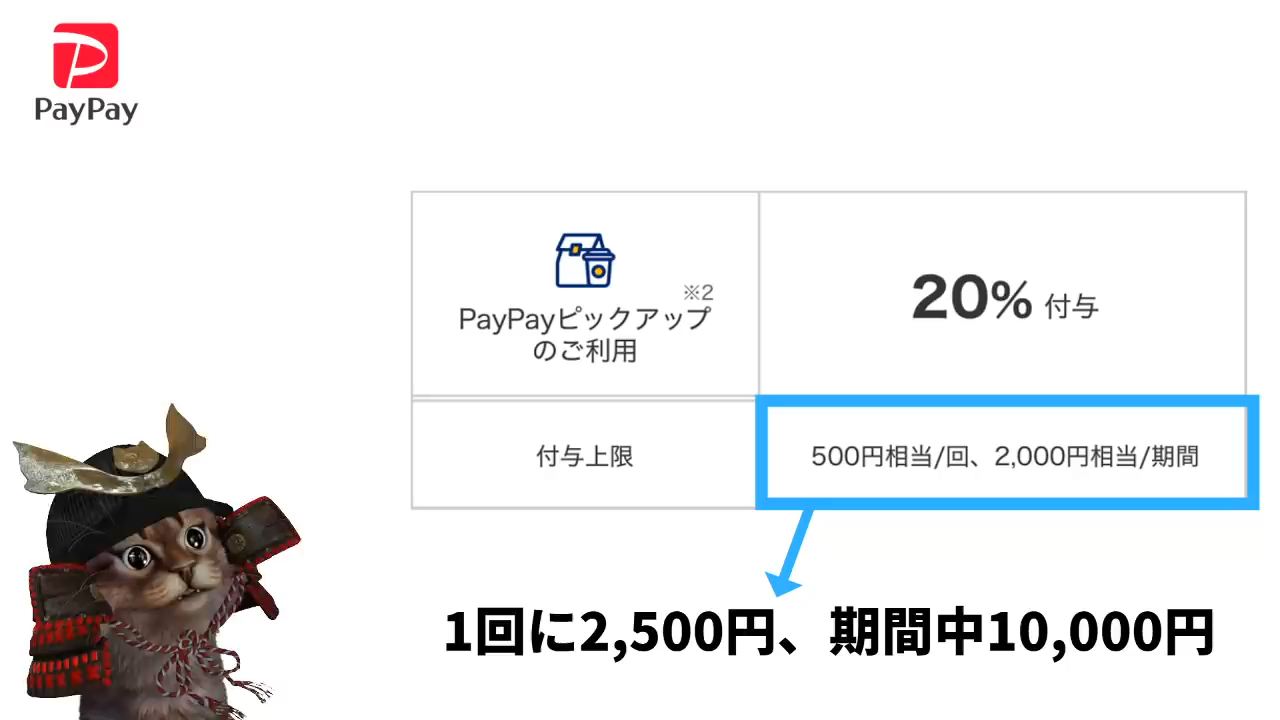 PayPay
※2
PayPayピックアップ
のご利用
20% 付与
付与上限
500円相当/回、2,000円相当/期間
1回に2,500円、期間中10,000円